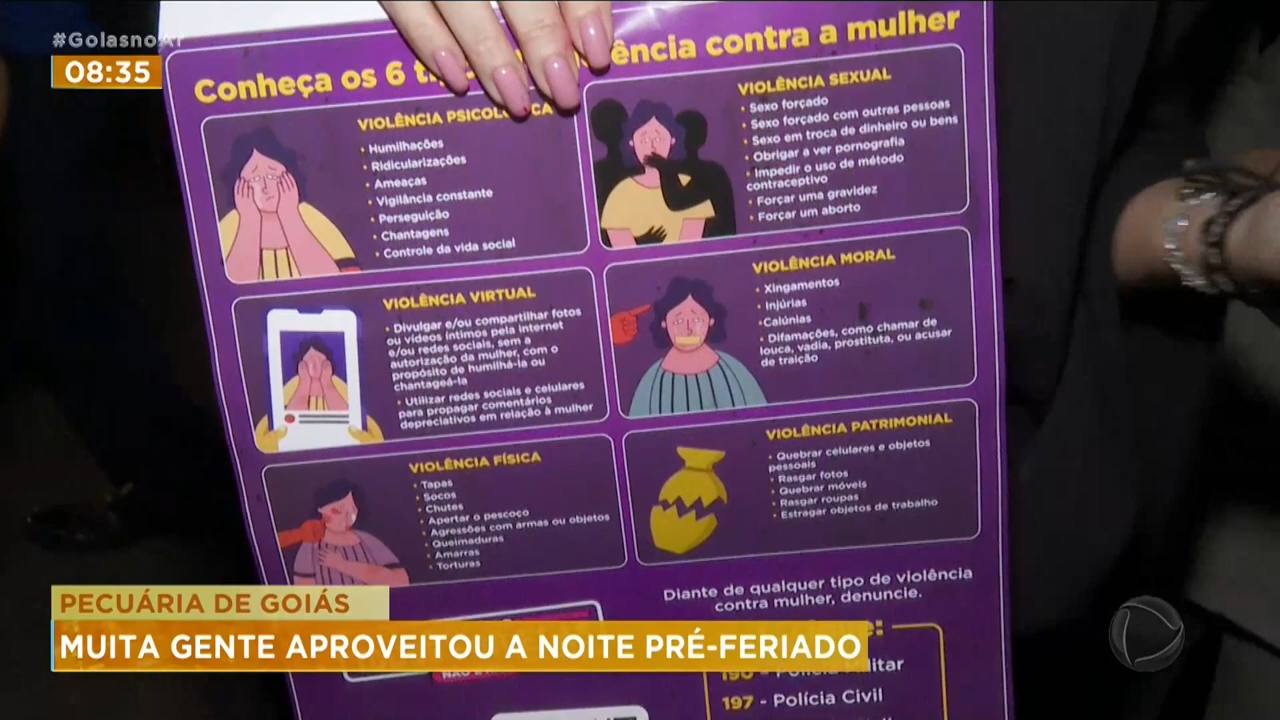 #GoiásnoAr
08:35
Conheça os 6 violência contra a mulher
VIOLÊNCIA PSICOLÓGICA
• Humilhações
• Ridicularizações
• Ameaças
• Vigilância constante
• Perseguição
• Chantagens
• Controle da vida social
VIOLÊNCIA SEXUAL
• Sexo forçado
• Sexo forçado com outras pessoas
• Sexo em troca de dinheiro ou bens
• Obrigar a ver pornografia
• Impedir o uso de método
contraceptivo
• Forçar uma gravidez
• Forçar um aborto
VIOLÊNCIA VIRTUAL
• Divulgar e/ou compartilhar fotos
ou vídeos íntimos pela internet
e/ou redes sociais, sem a
autorização da mulher, com o
propósito de humilhá-la ou
chantageá-la
• Utilizar redes sociais e celulares
para propagar comentários
depreciativos em relação à mulher
VIOLÊNCIA MORAL
• Xingamentos
• Injúrias
• Calúnias
• Difamações, como chamar de
louca, vadia, prostituta, ou acusar
de traição
VIOLÊNCIA FÍSICA
• Tapas
• Socos
• Chutes
• Apertar o pescoço
• Agressões com armas ou objetos
• Queimaduras
• Amarras
• Torturas
VIOLÊNCIA PATRIMONIAL
• Quebrar celulares e objetos
pessoais
• Rasgar fotos
• Quebrar móveis
• Rasgar roupas
• Estragar objetos de trabalho
Diante de qualquer tipo de violência
contra mulher, denuncie.
190 - Polícia Militar
197 - Polícia Civil
PECUÁRIA DE GOIÁS
MUITA GENTE APROVEITOU A NOITE PRÉ-FERIADO